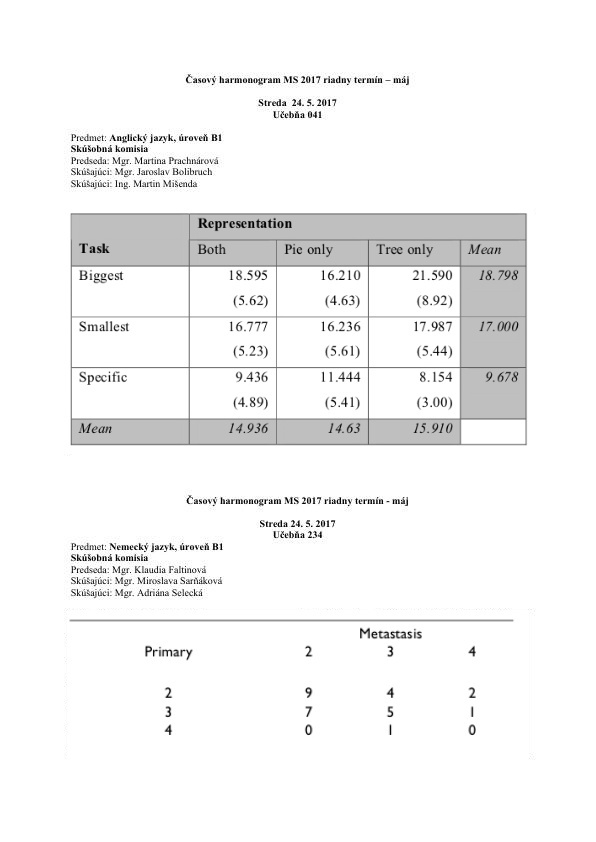 Časový harmonogram MS 2017 riadny termín – máj
Streda 24. 5. 2017
Učebňa 041
Predmet: Anglický jazyk, úroveň B1
Skúšobná komisia
Predseda: Mgr. Martina Prachnárová
Skúšajúci: Mgr. Jaroslav Bolibruch
Skúšajúci: Ing. Martin Mišenda
Representation
Task Both Pie only Tree only Mean
Biggest 18.595 16.210 21.590 18.798
(5.62) (4.63) (8.92)
Smallest 16.777 16.236 17.987 17.000
(5.23) (5.61) (5.44)
Specific 9.436 11.444 8.154 9.678
(4.89) (5.41) (3.00)
Mean 14.936 14.63 15.910
Časový harmonogram MS 2017 riadny termín - máj
Streda 24. 5. 2017
Učebňa 234
Predmet: Nemecký jazyk, úroveň B1
Skúšobná komisia
Predseda: Mgr. Klaudia Faltinová
Skúšajúci: Mgr. Miroslava Sarňáková
Skúšajúci: Mgr. Adriána Selecká
Metastasis
Primary 2 3 4
2 9 4 2
3 7 5 1
4 0 1 0